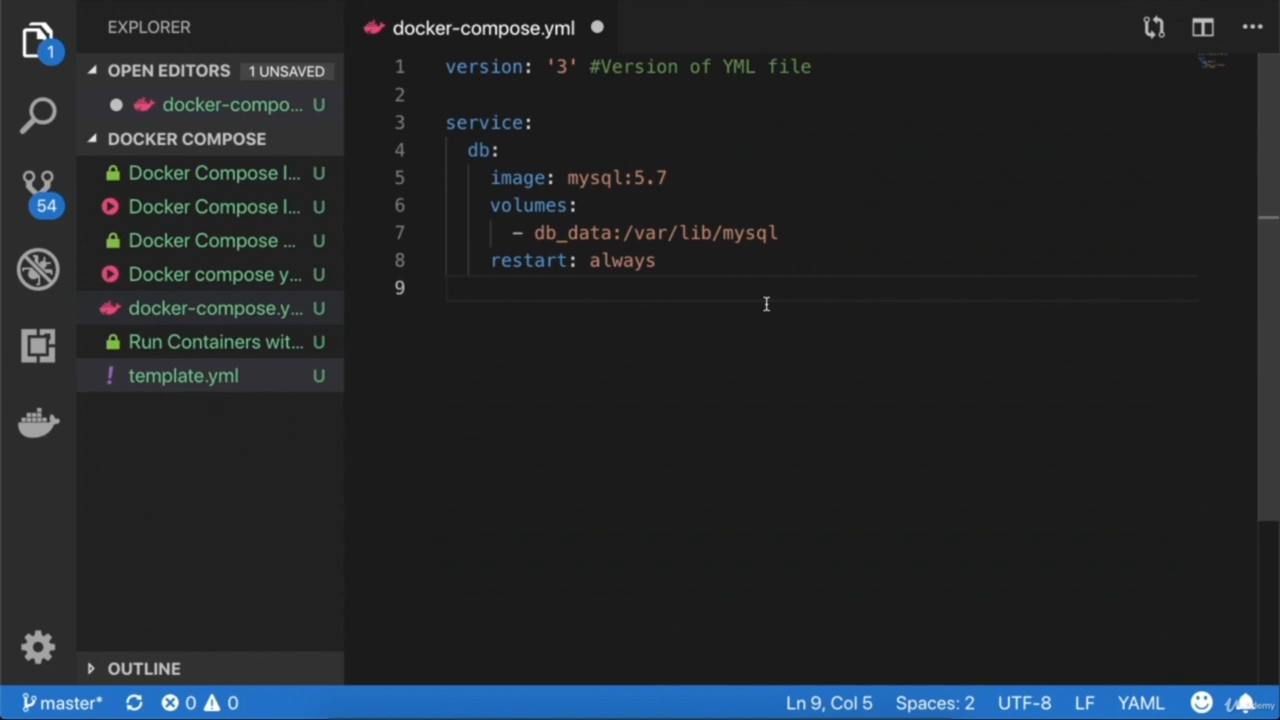 1
EXPLORER
docker-compose.yml
OPEN EDITORS 1 UNSAVED
docker-compo... U
DOCKER COMPOSE
Docker Compose I... U
Docker Compose I... U
Docker Compose ... U
Docker compose y... U
docker-compose.y... U
Run Containers wit... U
! template.yml U
54
1 version: '3' #Version of YML file
2
3 service:
4 db:
5 image: mysql:5.7
6 volumes:
7 - db_data:/var/lib/mysql
8 restart: always
9
OUTLINE
master* 0 0 Ln 9, Col 5 Spaces: 2 UTF-8 LF YAML